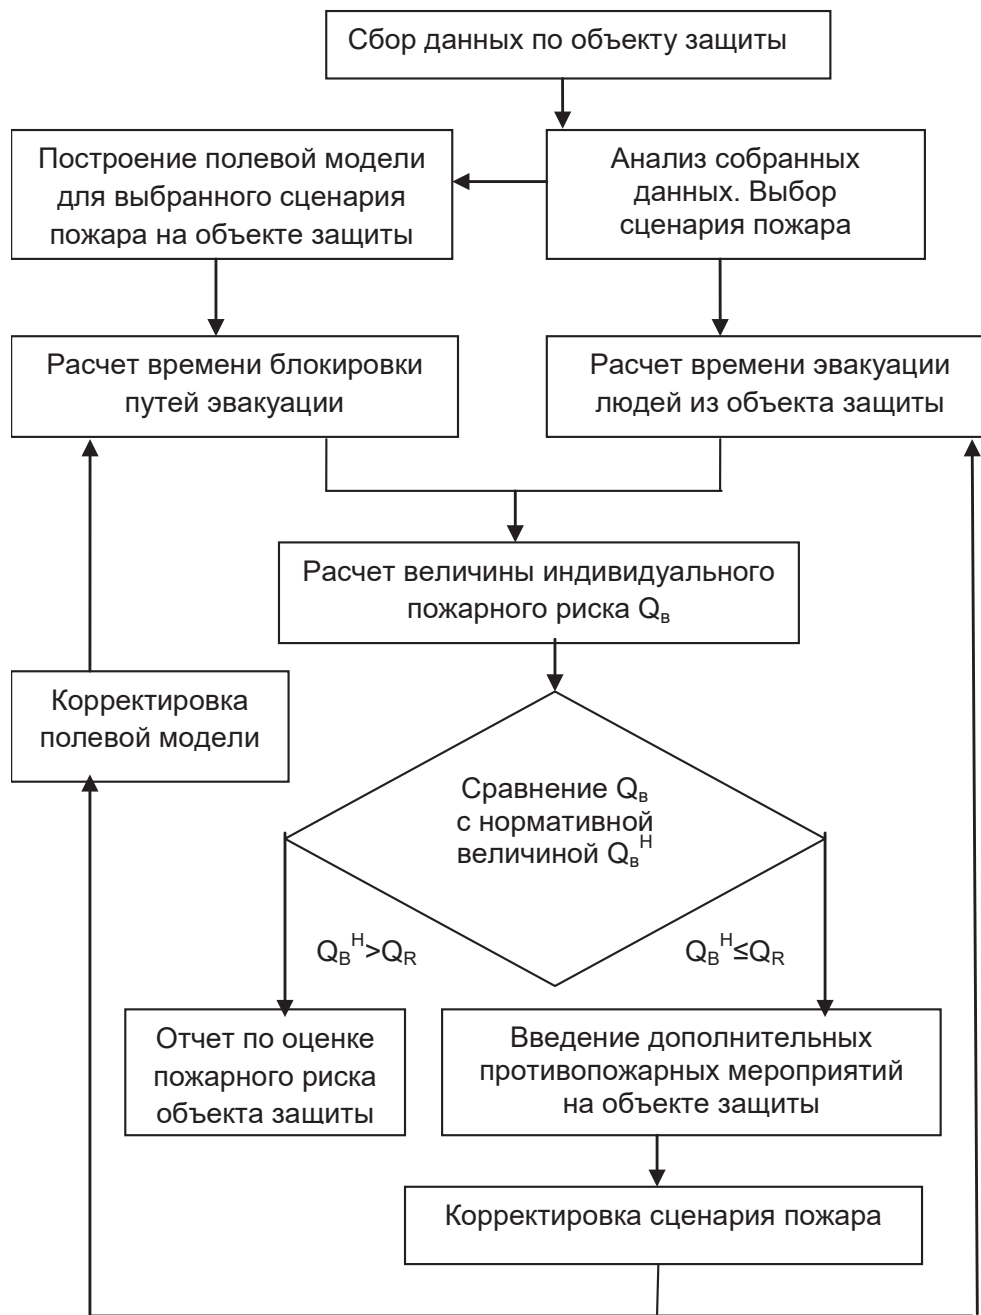 Сбор данных по объекту защиты
Построение полевой модели
для выбранного сценария
пожара на объекте защиты
Анализ собранных
данных. Выбор
сценария пожара
Расчет времени блокировки
путей эвакуации
Расчет времени эвакуации
людей из объекта защиты
Расчет величины индивидуального
пожарного риска Qв
Корректировка
полевой модели
Сравнение Qв
с нормативной
величиной QвН
QВН>QR
QВН≤QR
Отчет по оценке
пожарного риска
объекта защиты
Введение дополнительных
противопожарных мероприятий
на объекте защиты
Корректировка сценария пожара